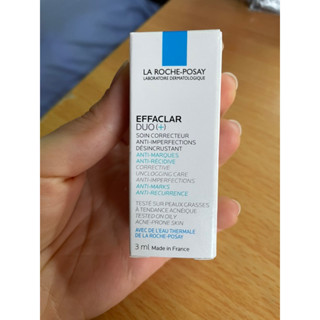 LA ROCHE-POSAY
LABORATOIRE DERMATOLOGIQUE
EFFACLAR
DUO(+)
SOIN CORRECTEUR
ANTI-IMPERFECTIONS
DÉSINCRUSTANT
ANTI-MARQUES
ANTI-RÉCIDIVE
CORRECTIVE
UNCLOGGING CARE
ANTI-IMPERFECTIONS
ANTI-MARKS
ANTI-RECURRENCE
TESTÉ SUR PEAUX GRASSES
À TENDANCE ACNÉIQUE
TESTED ON OILY
ACNE-PRONE SKIN
AVEC DE L'EAU THERMALE
DE LA ROCHE-POSAY
3 ml Made in France